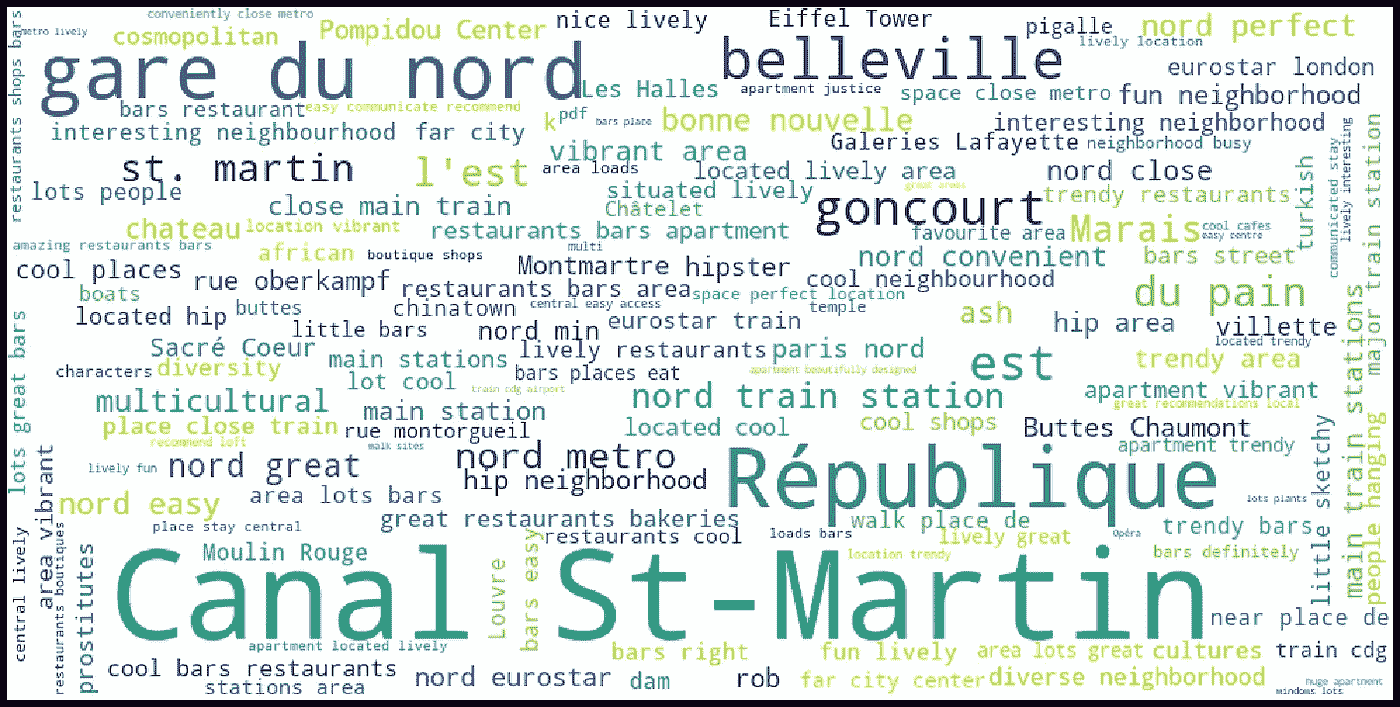 conveniently close metro
metro lively
cosmopolitan
Pompidou Center
nice lively
Eiffel Tower
pigalle
nord perfect
lively location
restaurants shops bars
gare du nord
belleville
eurostar london
Les Halles
apartment justice
space close metro
fun neighborhood
bars restaurant
easy communicate recommend
k
pdf
bars place
bonne nouvelle
interesting neighborhood
interesting neighbourhood
far city
Galeries Lafayette
neighborhood busy
st. martin
l'est
vibrant area
area loads
located lively area
nord close
lots people
situated lively
great areas
trendy restaurants
turkish
communicated stay
lively interesting
major train station
close main train
Châtelet
goncourt
chateau
location vibrant
restaurants bars apartment
favourite area
Marais
cool cafes
easy centre
amazing restaurants bars
african
boutique shops
multi
nord convenient
bars street
cool places
rue oberkampf
Montmartre
hipster
cool neighbourhood
boats
restaurants bars area
space perfect location
du pain
located hip
buttes
chinatown
central easy access
temple
little bars
nord min
eurostar train
ash
hip area
villette
located trendy
Sacré Coeur
main stations
lively restaurants
paris nord
est
trendy area
characters
diversity
lot cool
bars places eat
apartment beautifully designed
train cdg airport
apartment vibrant
great recommendations local
multicultural
main station
nord train station
lots great bars
place close train
rue montorgueil
located cool
cool shops
Buttes Chaumont
recommend loft
walk sites
apartment trendy
lively fun
nord great
nord metro
République
hip neighborhood
little sketchy
main train stations
people hanging
nord easy
area lots bars
lots plants
area vibrant
place stay central
great restaurants bakeries
walk place de
trendy bars
restaurants cool
loads bars
lively great
Opéra
central lively
restaurants boutiques
prostitutes
Moulin Rouge
location trendy
bars definitely
Canal St-Martin
Louvre
bars easy
near place de
apartment located lively
bars right
fun lively
area lots great
cultures
train cdg
cool bars restaurants
nord eurostar
dam
rob
far city center
diverse neighborhood
stations area
huge apartment
windows lots